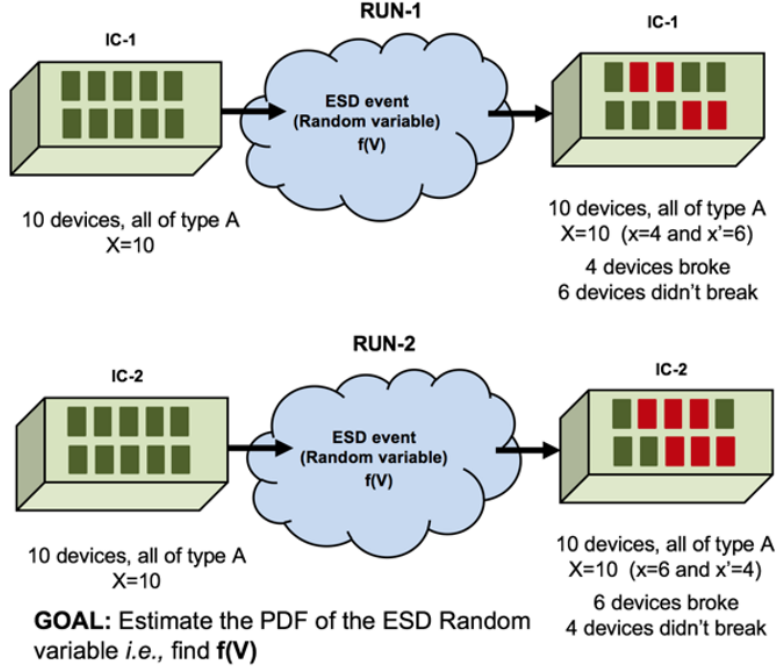 RUN-1
IC-1
IC-1
ESD event
(Random variable)
f(V)
10 devices, all of type A
X=10
10 devices, all of type A
X=10 (x=4 and x'=6)
4 devices broke
6 devices didn't break
RUN-2
IC-2
IC-2
ESD event
(Random variable)
f(V)
10 devices, all of type A
X=10
10 devices, all of type A
X=10 (x=6 and x'=4)
6 devices broke
4 devices didn't break
GOAL: Estimate the PDF of the ESD Random
variable i.e., find f(V)